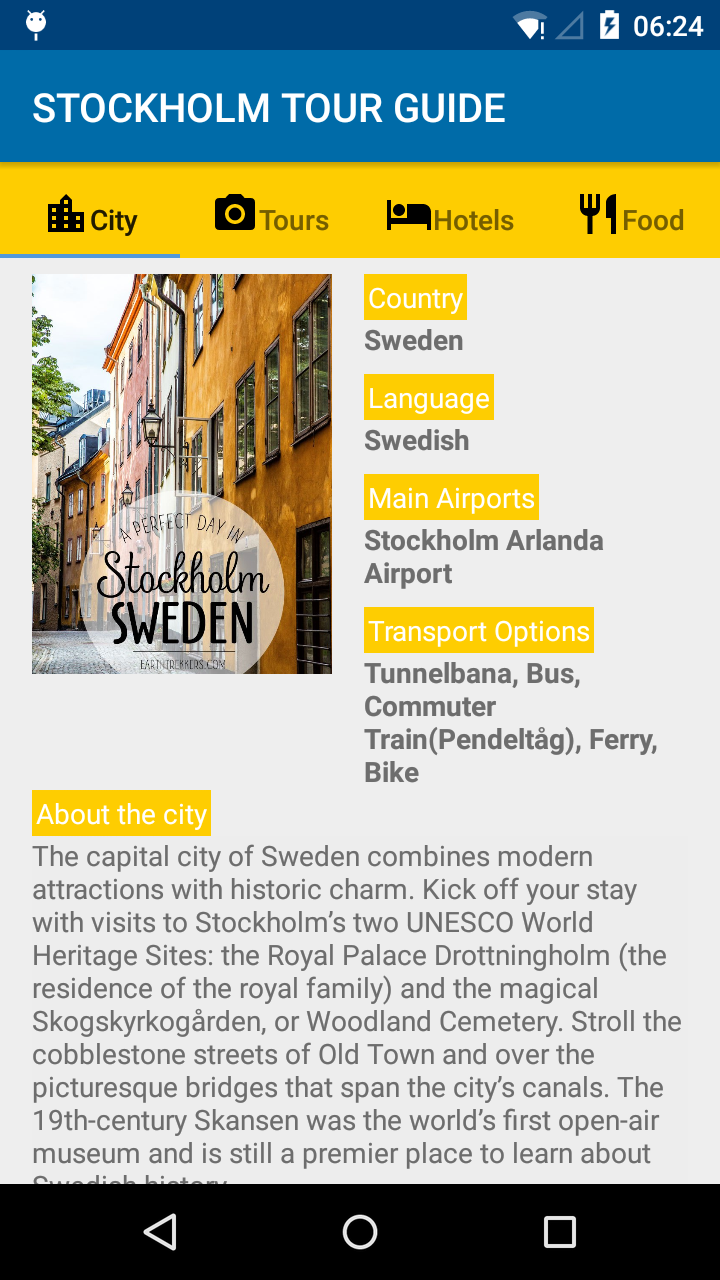 06:24
STOCKHOLM TOUR GUIDE
City
Tours
Hotels
Food
A PERFECT DAY IN
Stockholm
SWEDEN
EARTHTREKKERS.COM
Country
Sweden
Language
Swedish
Main Airports
Stockholm Arlanda
Airport
Transport Options
Tunnelbana, Bus,
Commuter
Train(Pendeltåg), Ferry,
Bike
About the city
The capital city of Sweden combines modern
attractions with historic charm. Kick off your stay
with visits to Stockholm’s two UNESCO World
Heritage Sites: the Royal Palace Drottningholm (the
residence of the royal family) and the magical
Skogskyrkogården, or Woodland Cemetery. Stroll the
cobblestone streets of Old Town and over the
picturesque bridges that span the city’s canals. The
19th-century Skansen was the world’s first open-air
museum and is still a premier place to learn about
Swedish history.